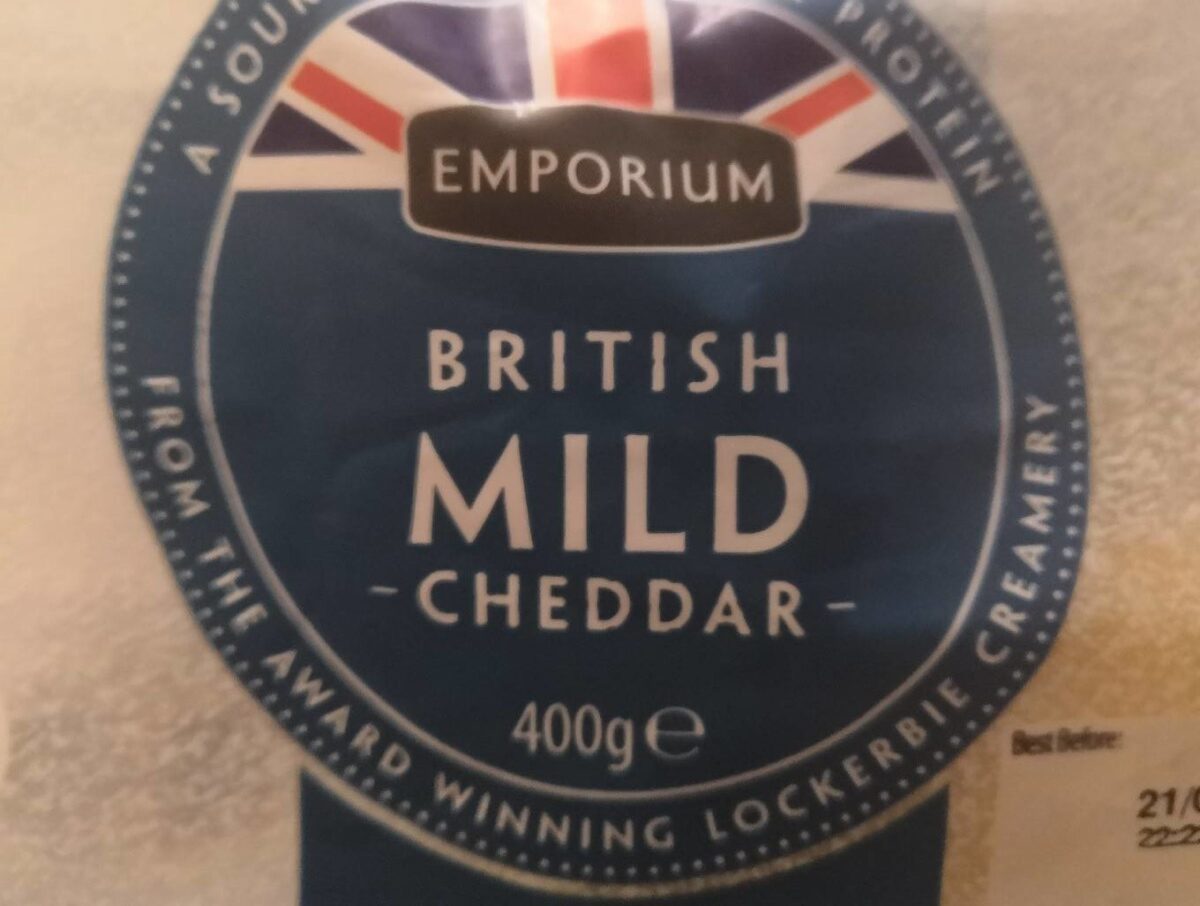 A SOUR
PROTEIN
EMPORIUM
BRITISH
MILD
-CHEDDAR-
400g℮
FROM THE AWARD WINNING LOCKERBIE CREAMERY
Best Before:
21/0